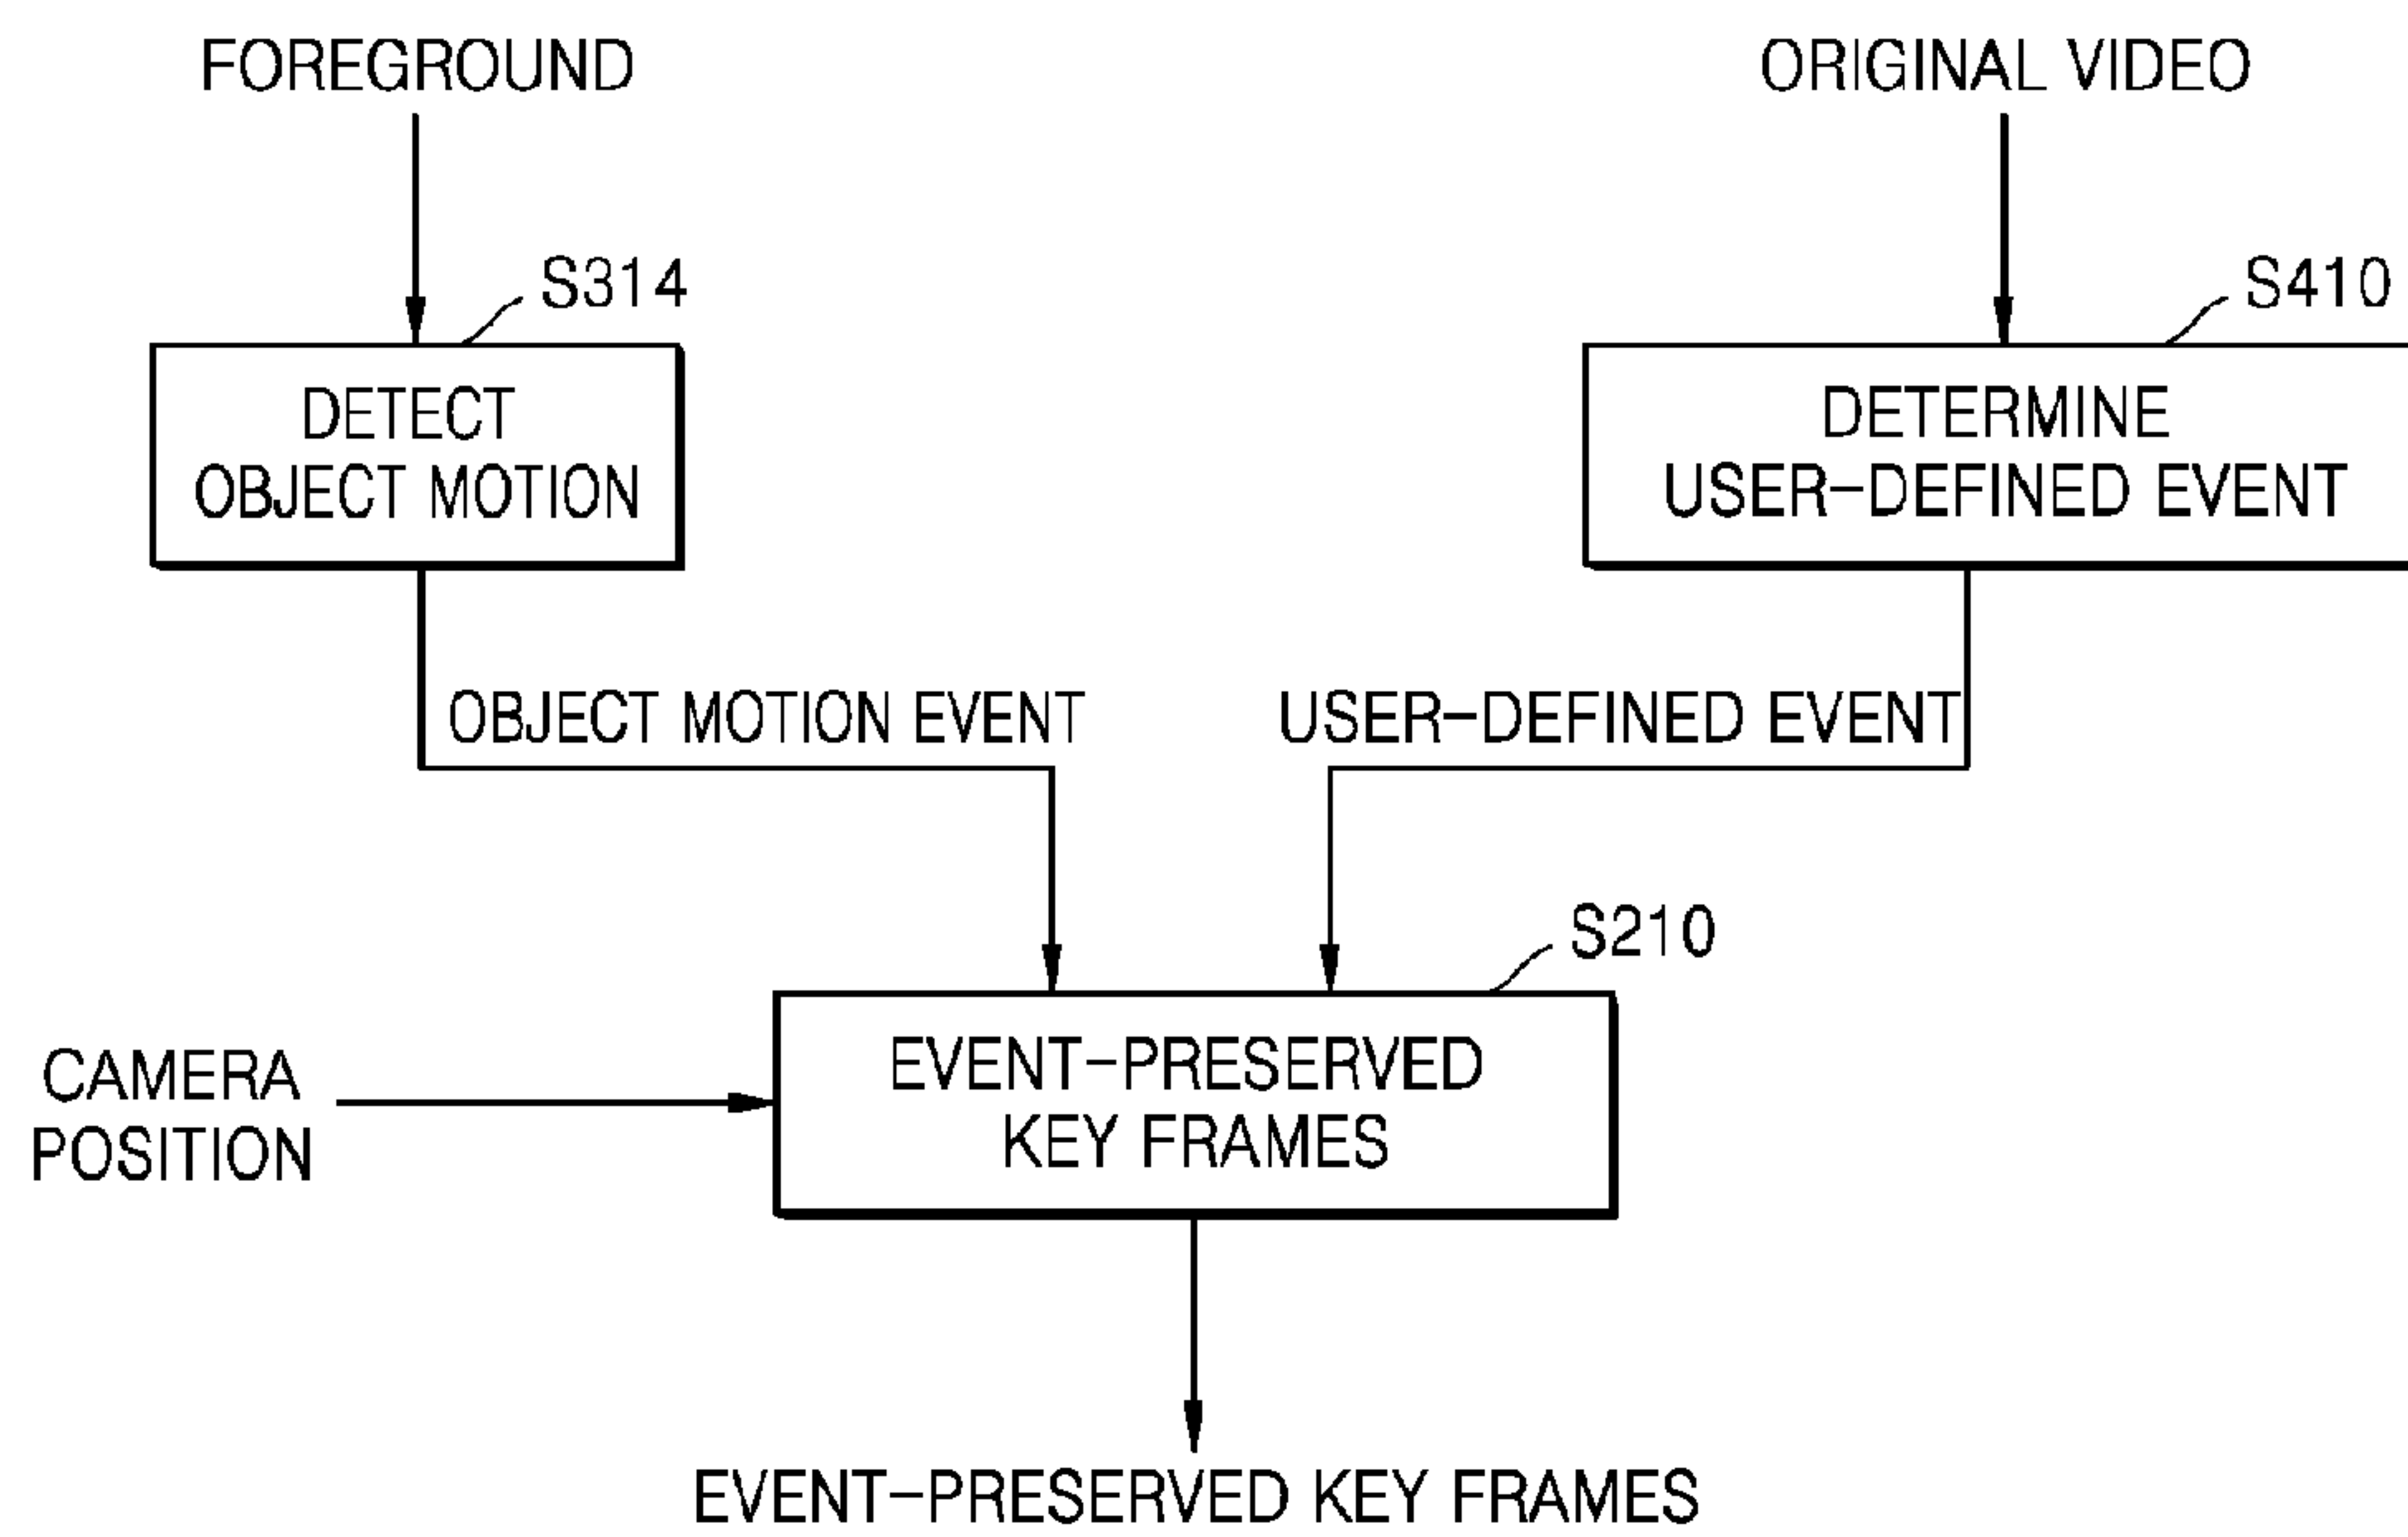 FOREGROUND
ORIGINAL VIDEO
S314
S410
DETECT
OBJECT MOTION
DETERMINE
USER-DEFINED EVENT
OBJECT MOTION EVENT
USER-DEFINED EVENT
S210
EVENT-PRESERVED
KEY FRAMES
CAMERA
POSITION
EVENT-PRESERVED KEY FRAMES